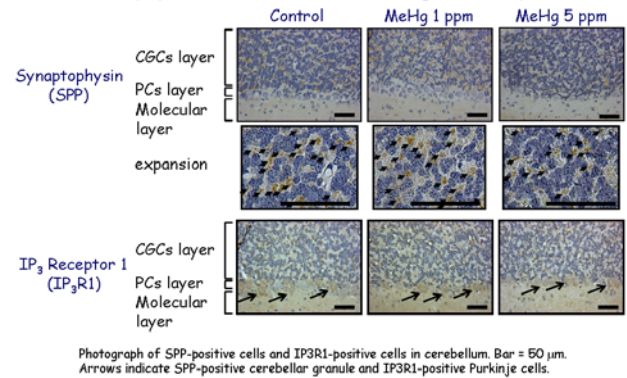 Control MeHg 1 ppm MeHg 5 ppm
Synaptophysin
(SPP)
CGCs layer
PCs layer
Molecular
layer
expansion
IP₃ Receptor 1
(IP₃R1)
CGCs layer
PCs layer
Molecular
layer
Photograph of SPP-positive cells and IP3R1-positive cells in cerebellum. Bar = 50 μm.
Arrows indicate SPP-positive cerebellar granule and IP3R1-positive Purkinje cells.